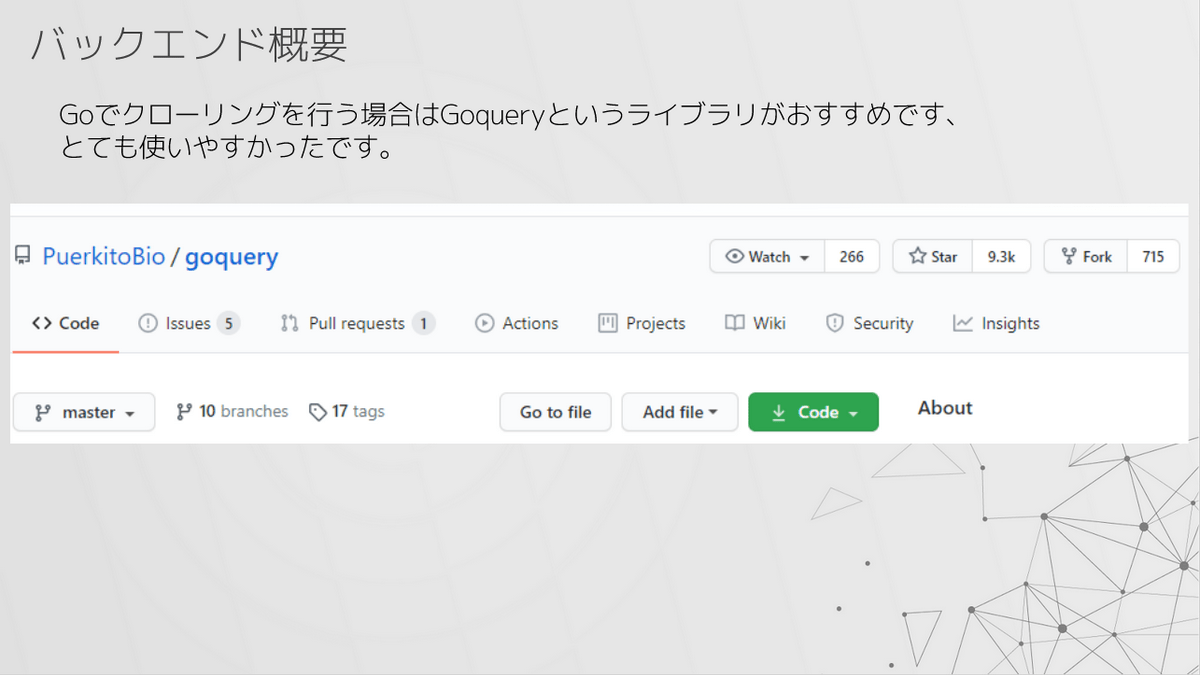 バックエンド概要
Goでクローリングを行う場合はGoqueryというライブラリがおすすめです、
とても使いやすかったです。
PuerkitoBio / goquery
Watch 266 Star 9.3k Fork 715
Code Issues 5 Pull requests 1 Actions Projects Wiki Security Insights
master 10 branches 17 tags Go to file Add file Code About